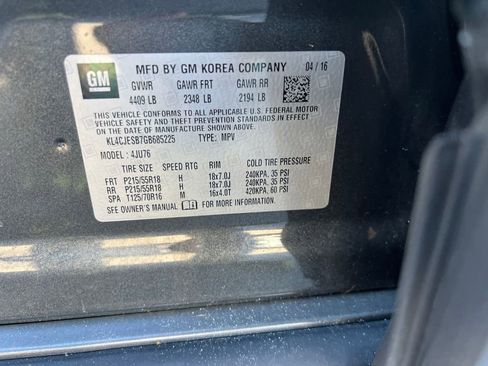 GM
MFD BY GM KOREA COMPANY 04/16
GVWR GAWR FRT GAWR RR
4409 LB 2348 LB 2194 LB
THIS VEHICLE CONFORMS TO ALL APPLICABLE U.S. FEDERAL MOTOR
VEHICLE SAFETY, BUMPER, AND THEFT PREVENTION STANDARDS IN EFFECT
ON THE DATE OF MANUFACTURE SHOWN ABOVE.
KL4CJESB7GB685225 TYPE: MPV
MODEL: 4JU76
TIRE SIZE SPEED RTG RIM COLD TIRE PRESSURE
FRT P215/55R18 H 18x7.0J 240KPA, 35 PSI
RR P215/55R18 H 18x7.0J 240KPA, 35 PSI
SPA T125/70R16 M 16x4.0T 420KPA, 60 PSI
SEE OWNER'S MANUAL FOR MORE INFORMATION.